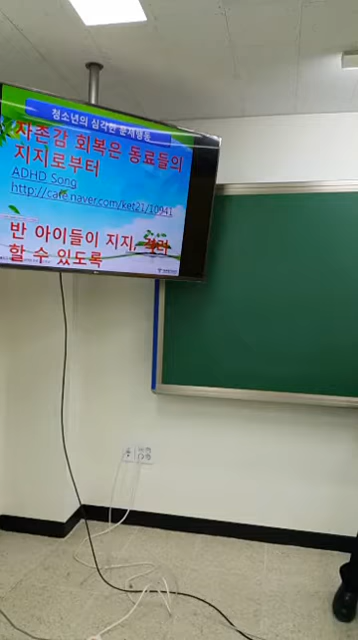 청소년의 심각한 문제행동
자존감 회복은 동료들의
지지로부터
ADHD Song
http://cafe.naver.com/ket21/10941
반 아이들이 지지, 격려
할 수 있도록